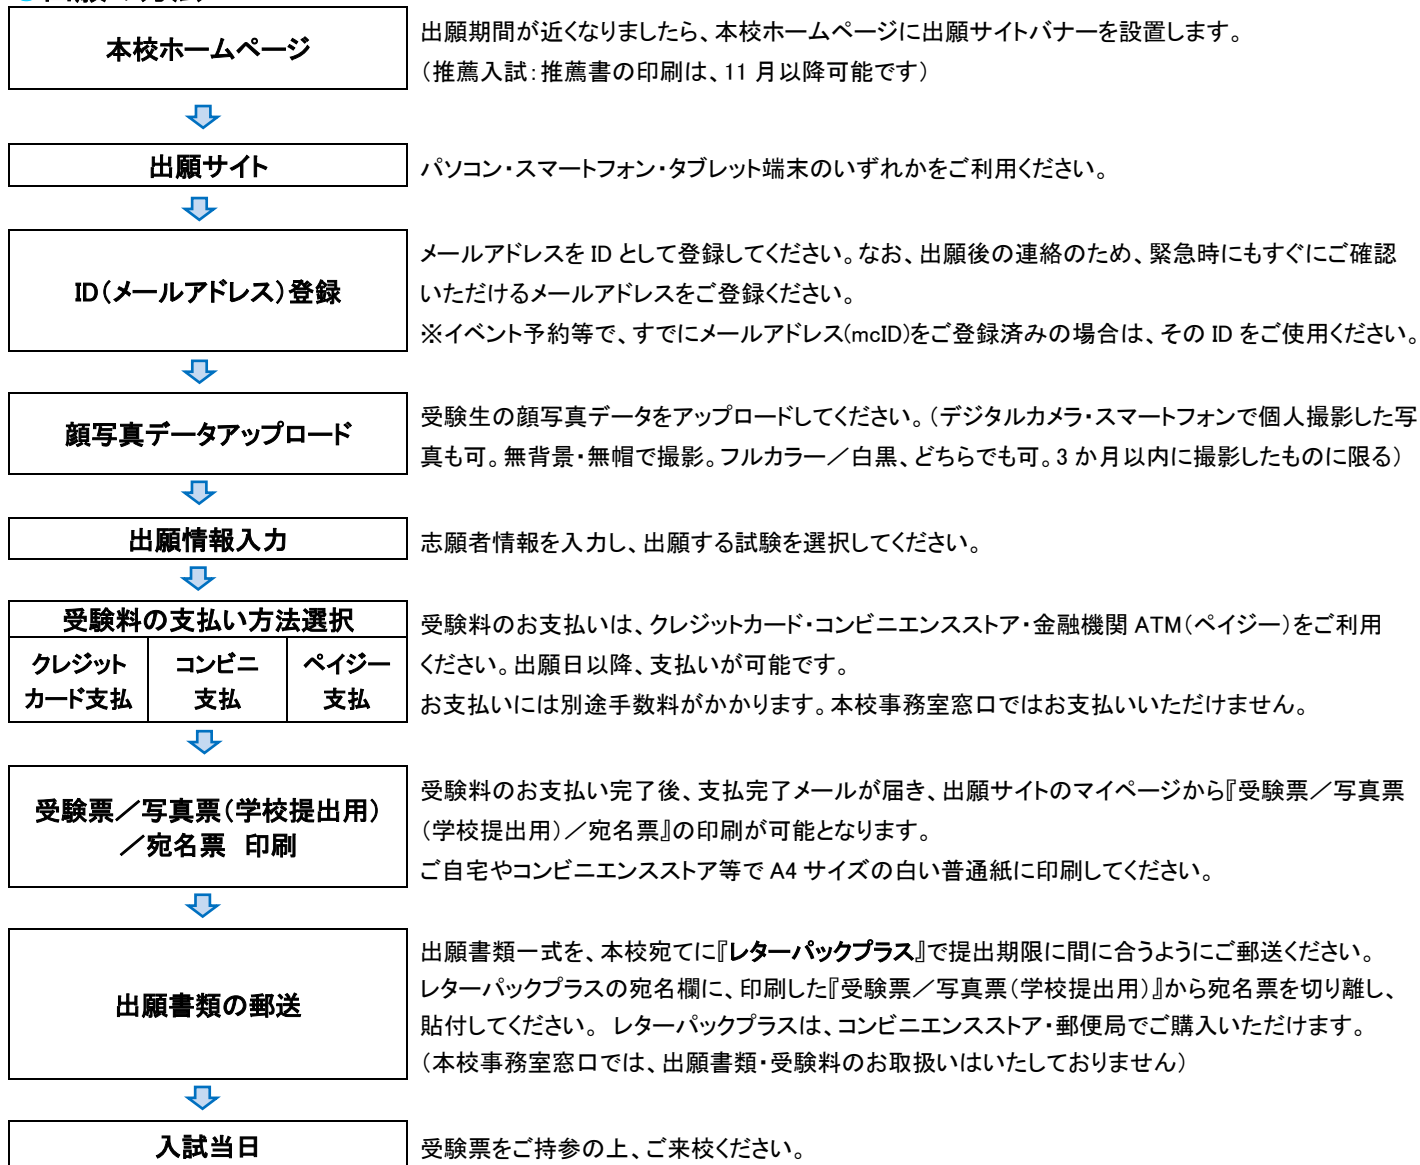 本校ホームページ
出願期間が近くなりましたら、本校ホームページに出願サイトバナーを設置します。
（推薦入試：推薦書の印刷は、11 月以降可能です）
出願サイト
パソコン・スマートフォン・タブレット端末のいずれかをご利用ください。
ID（メールアドレス）登録
メールアドレスを ID として登録してください。なお、出願後の連絡のため、緊急時にもすぐにご確認
いただけるメールアドレスをご登録ください。
※イベント予約等で、すでにメールアドレス(mcID)をご登録済みの場合は、その ID をご使用ください。
顔写真データアップロード
受験生の顔写真データをアップロードしてください。（デジタルカメラ・スマートフォンで個人撮影した写
真も可。無背景・無帽で撮影。フルカラー／白黒、どちらでも可。3 か月以内に撮影したものに限る）
出願情報入力
志願者情報を入力し、出願する試験を選択してください。
受験料の支払い方法選択
クレジット
カード支払
コンビニ
支払
ペイジー
支払
受験料のお支払いは、クレジットカード・コンビニエンスストア・金融機関 ATM（ペイジー）をご利用
ください。出願日以降、支払いが可能です。
お支払いには別途手数料がかかります。本校事務室窓口ではお支払いいただけません。
受験票／写真票（学校提出用）
／宛名票　印刷
受験料のお支払い完了後、支払完了メールが届き、出願サイトのマイページから『受験票／写真票
（学校提出用）／宛名票』の印刷が可能となります。
ご自宅やコンビニエンスストア等で A4 サイズの白い普通紙に印刷してください。
出願書類の郵送
出願書類一式を、本校宛てに『レターパックプラス』で提出期限に間に合うようにご郵送ください。
レターパックプラスの宛名欄に、印刷した『受験票／写真票（学校提出用）』から宛名票を切り離し、
貼付してください。 レターパックプラスは、コンビニエンスストア・郵便局でご購入いただけます。
（本校事務室窓口では、出願書類・受験料のお取扱いはいたしておりません）
入試当日
受験票をご持参の上、ご来校ください。